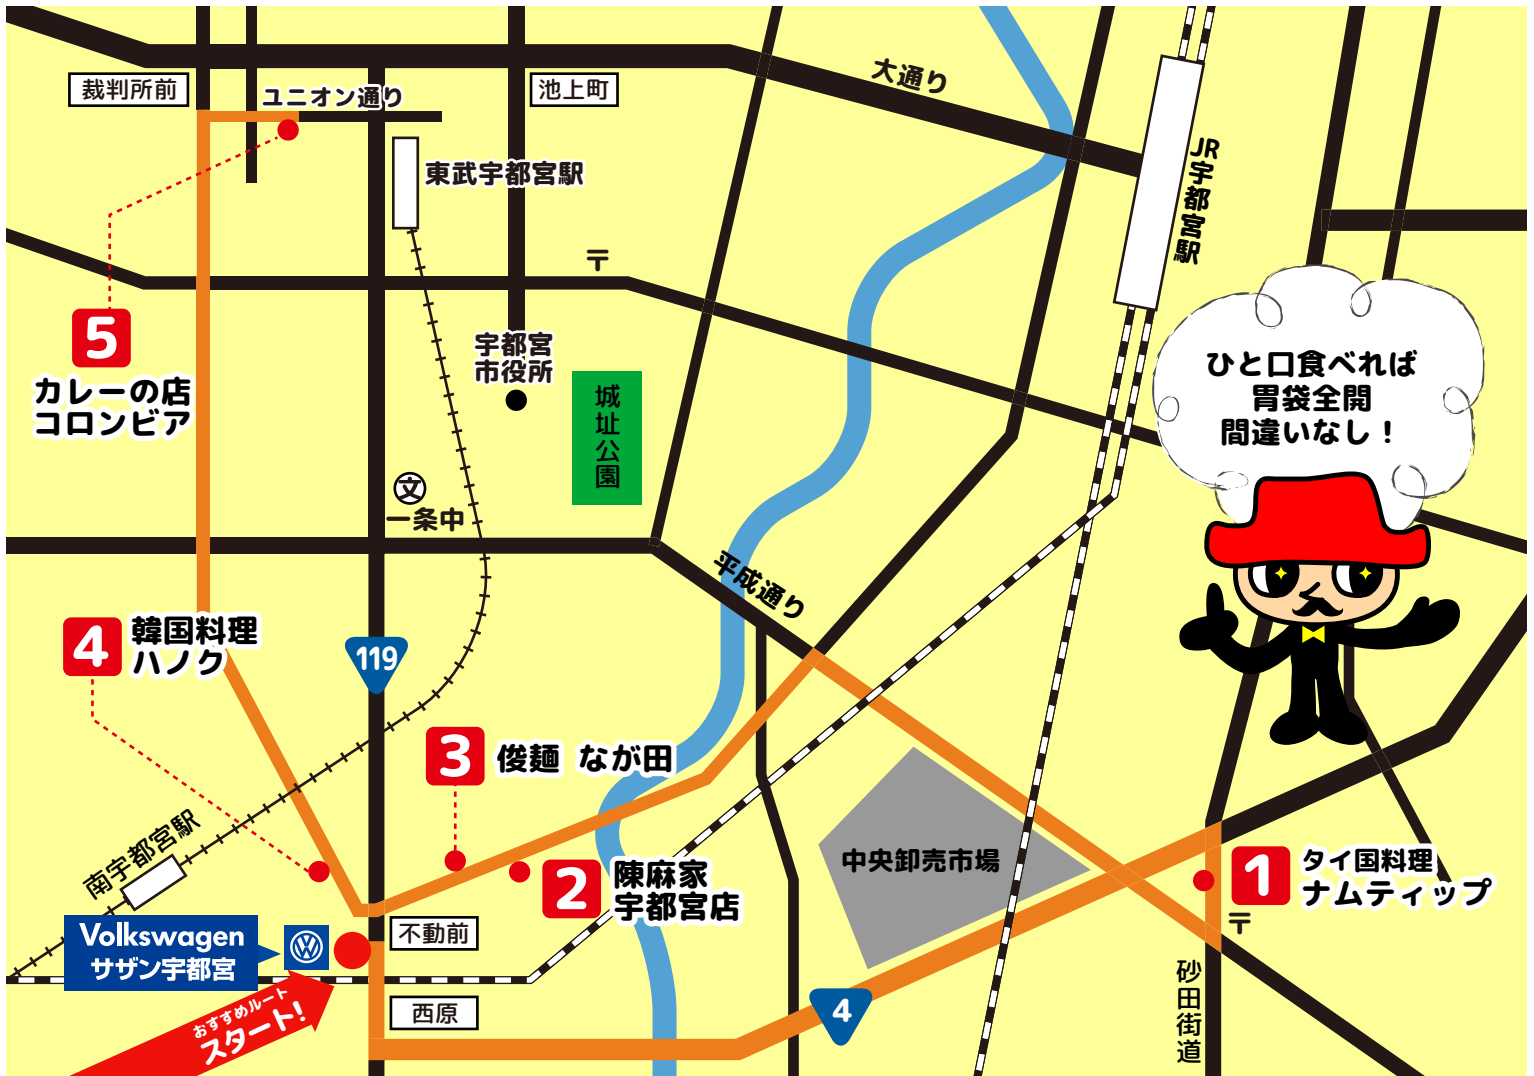 裁判所前
ユニオン通り
池上町
大通り
東武宇都宮駅
JR宇都宮駅
〒
5
カレーの店
コロンビア
宇都宮
市役所
城址公園
ひと口食べれば
胃袋全開
間違いなし！
文
一条中
平成通り
4
韓国料理
ハノク
119
3
俊麺 なが田
南宇都宮駅
2
陳麻家
宇都宮店
中央卸売市場
1
タイ国料理
ナムティップ
〒
Volkswagen
サザン宇都宮
不動前
西原
おすすめルート
スタート!
4
砂田街道